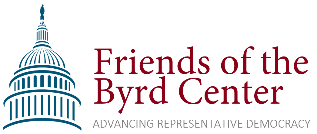 Friends of the
Byrd Center
ADVANCING REPRESENTATIVE DEMOCRACY